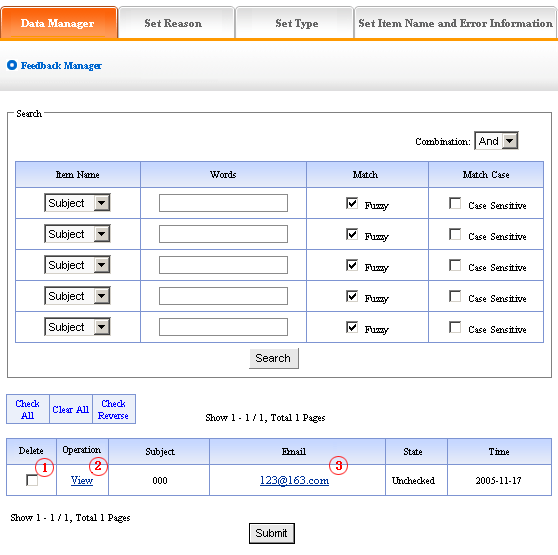 Data Manager Set Reason Set Type Set Item Name and Error Information
Feedback Manager
Search
Combination: And
Item Name Words Match Match Case
Subject Fuzzy Case Sensitive
Subject Fuzzy Case Sensitive
Subject Fuzzy Case Sensitive
Subject Fuzzy Case Sensitive
Subject Fuzzy Case Sensitive
Search
Check All Clear All Check Reverse
Show 1 - 1 / 1, Total 1 Pages
Delete Operation Subject Email State Time
1 2 3
View 000 123@163.com Unchecked 2005-11-17
Show 1 - 1 / 1, Total 1 Pages
Submit